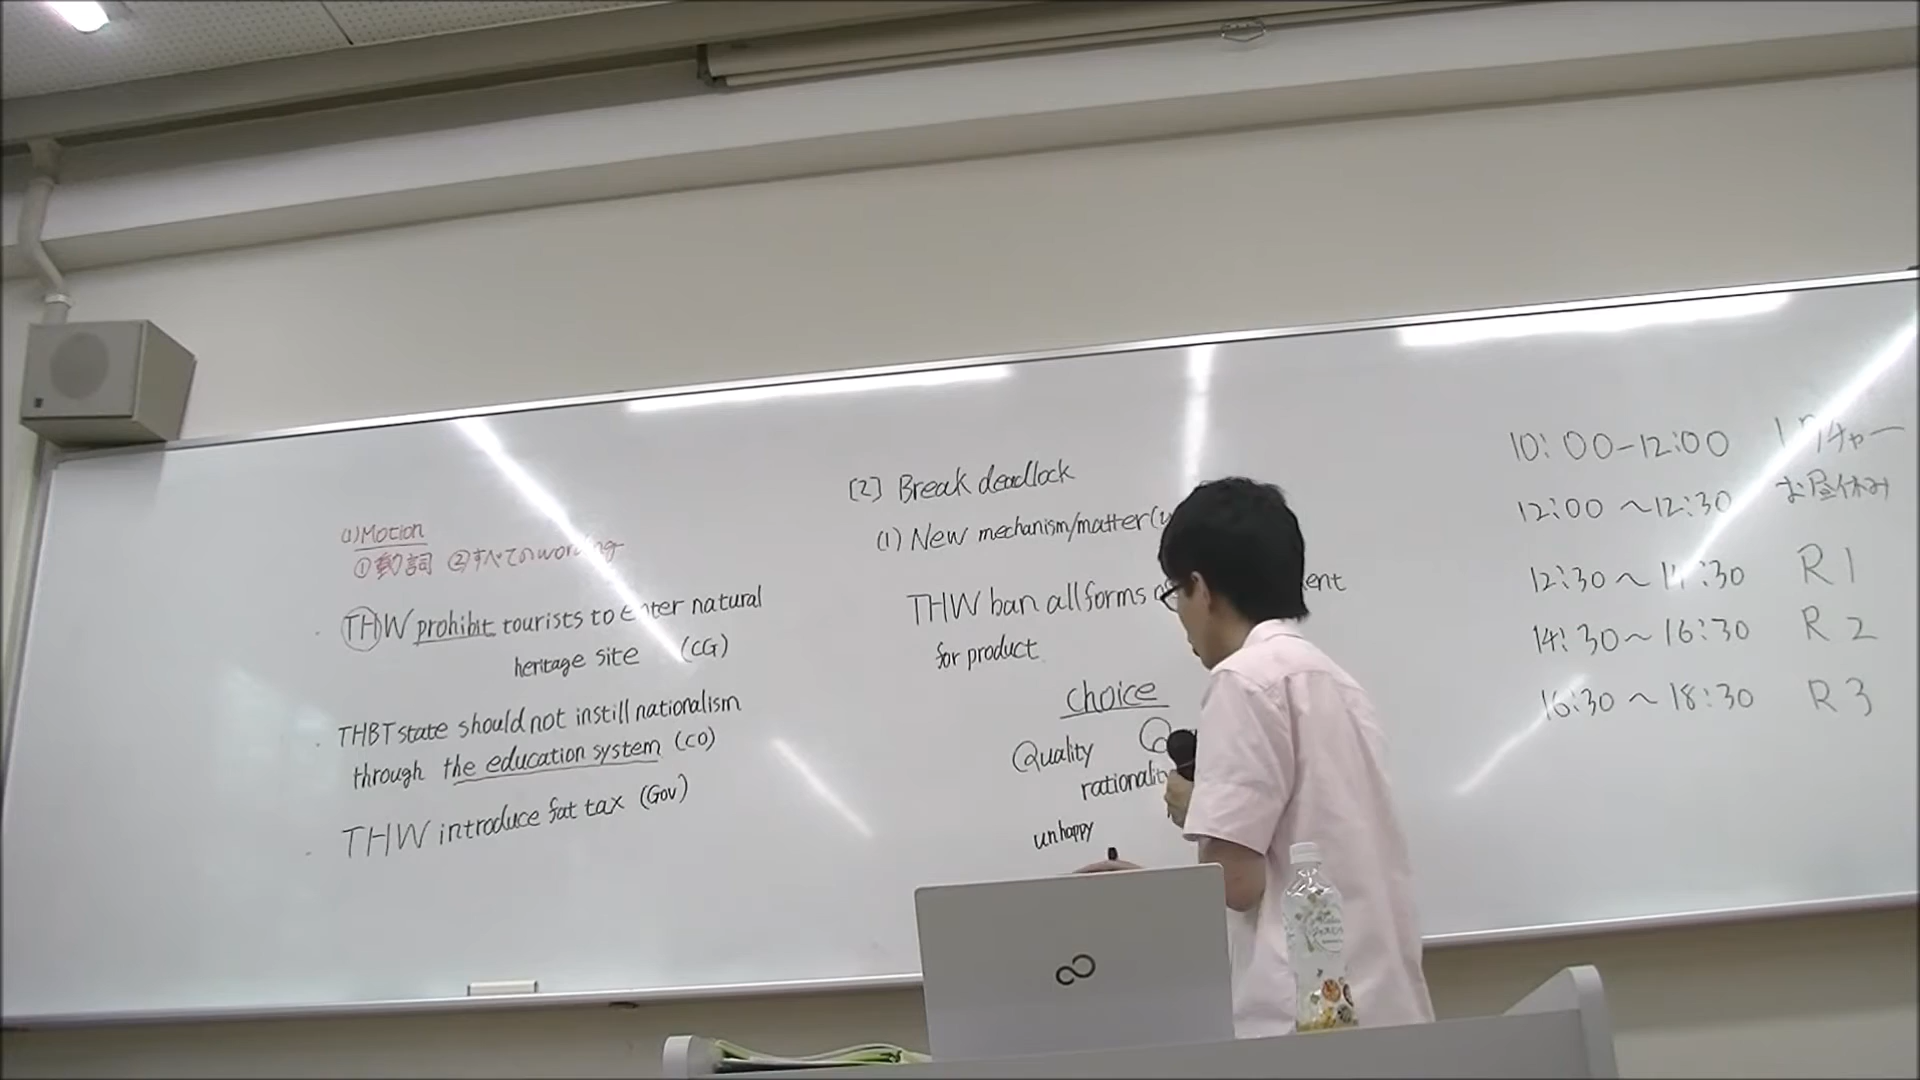 (1)Motion
①動詞 ②すべてのwording
THW prohibit tourists to enter natural
heritage site (CG)
THBT state should not instill nationalism
through the education system (CO)
THW introduce fat tax (Gov)
[2] Break deadlock
(1) New mechanism/matter
THW ban all forms
for product
choice
Quality
rationality
unhappy
10:00-12:00 レクチャー
12:00 ~12:30 お昼休み
12:30 ~ 14:30 R1
14:30~ 16:30 R2
16:30 ~ 18:30 R3